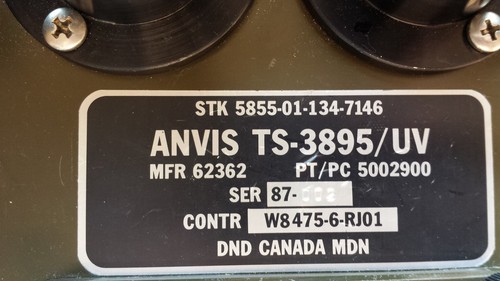 STK 5855-01-134-7146
ANVIS TS-3895/UV
MFR 62362 PT/PC 5002900
SER 87-
CONTR W8475-6-RJ01
DND CANADA MDN